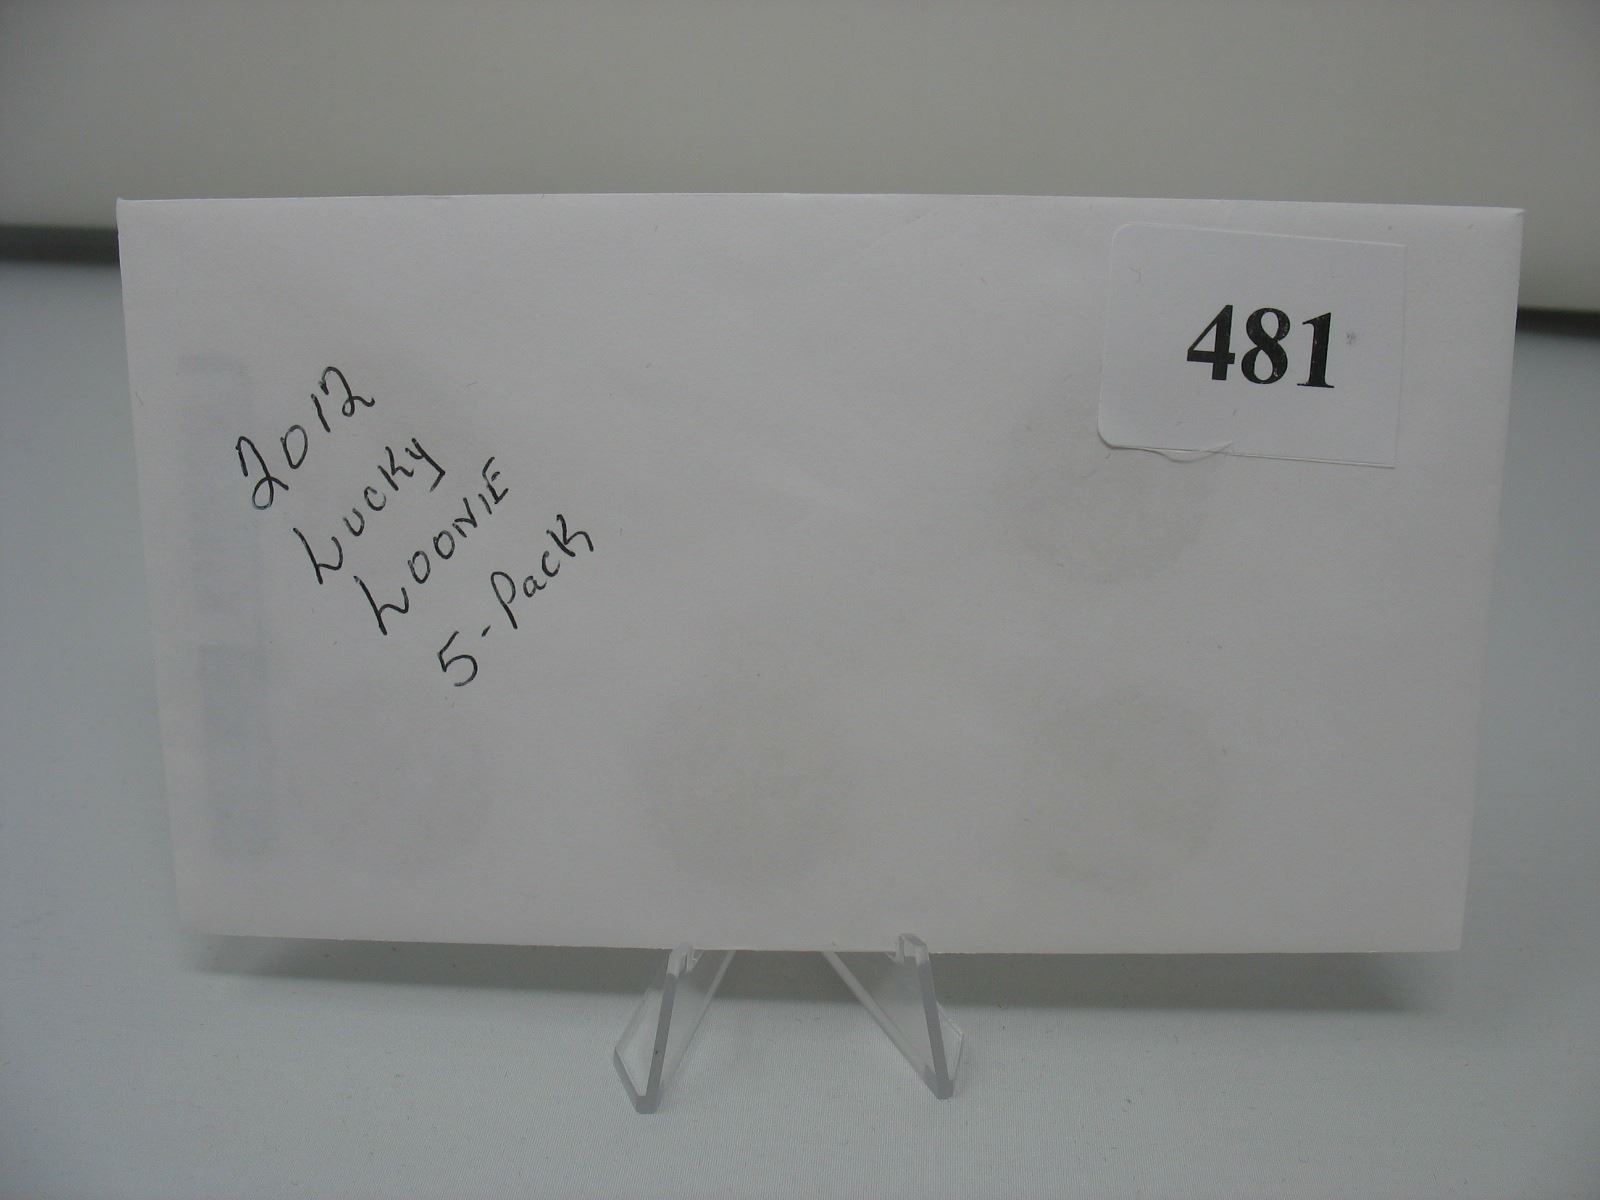 481
2012
Lucky
LOONIE
5-Pack